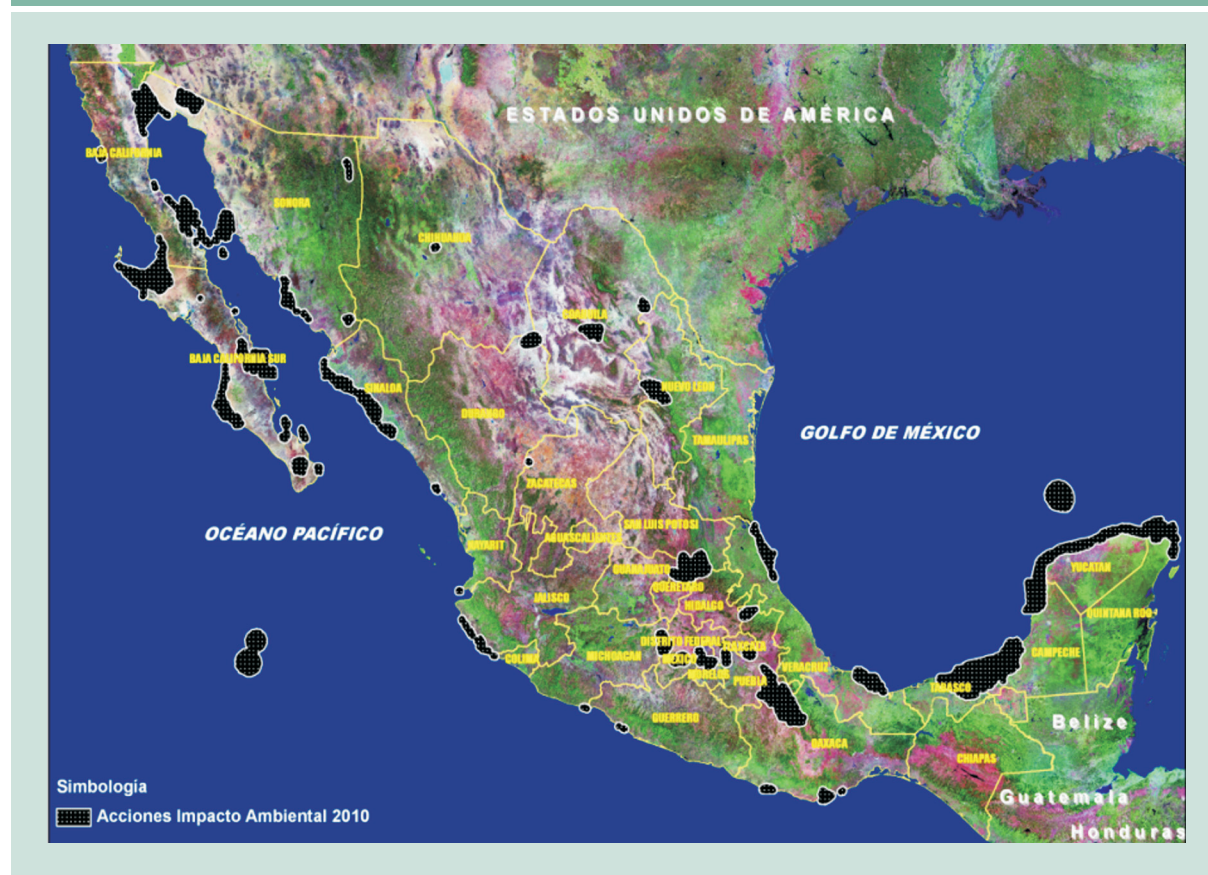 ESTADOS UNIDOS DE AMÉRICA
BAJA CALIFORNIA
SONORA
CHIHUAHUA
COAHUILA
BAJA CALIFORNIA SUR
SINALOA
NUEVO LEON
DURANGO
TAMAULIPAS
GOLFO DE MÉXICO
ZACATECAS
OCÉANO PACÍFICO
SAN LUIS POTOSI
AGUASCALIENTES
NAYARIT
GUANAJUATO
YUCATAN
QUERETARO
JALISCO
HIDALGO
QUINTANA ROO
DISTRITO FEDERAL
TLAXCALA
MICHOACAN
MEXICO
COLIMA
CAMPECHE
VERACRUZ
MORELOS
PUEBLA
TABASCO
GUERRERO
Belize
OAXACA
CHIAPAS
Simbología
Guatemala
Acciones Impacto Ambiental 2010
Honduras